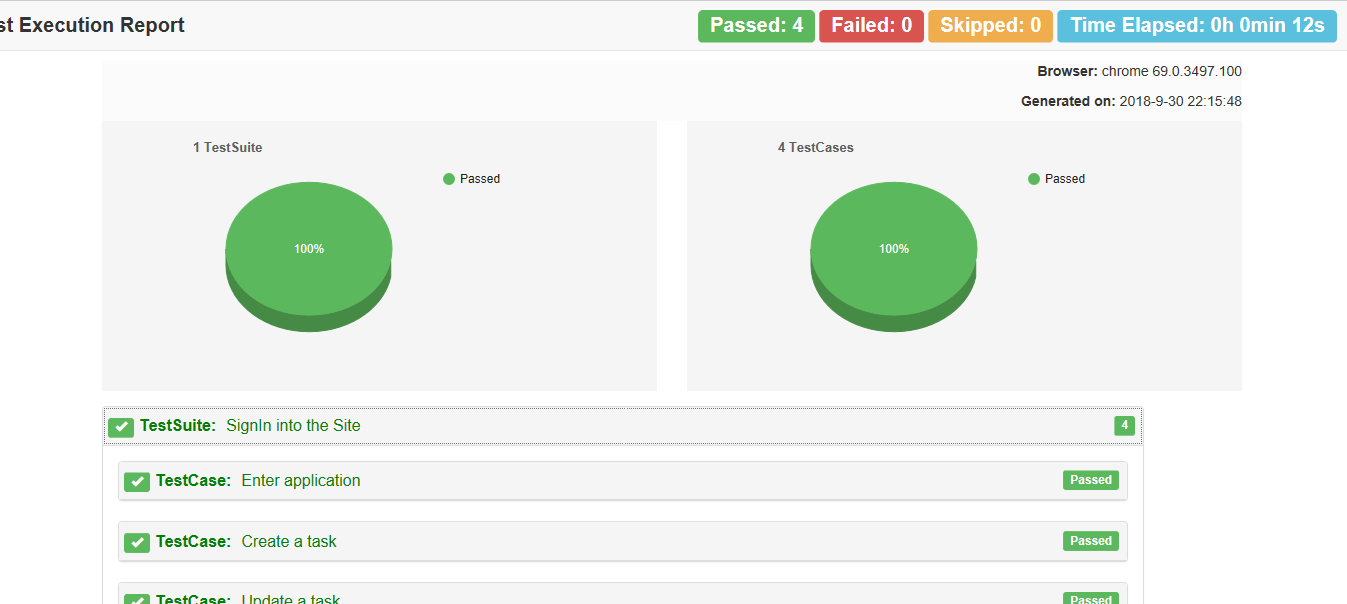 st Execution Report
Passed: 4 Failed: 0 Skipped: 0 Time Elapsed: 0h 0min 12s
Browser: chrome 69.0.3497.100
Generated on: 2018-9-30 22:15:48
1 TestSuite
Passed
100%
4 TestCases
Passed
100%
TestSuite: SignIn into the Site 4
TestCase: Enter application Passed
TestCase: Create a task Passed
TestCase: Update a task Passed